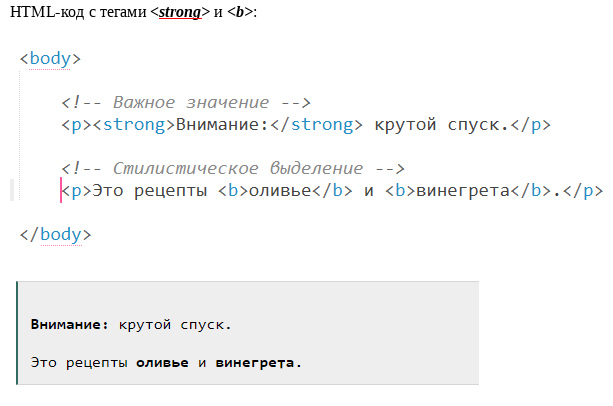 HTML-код с тегами <strong> и <b>:
<body>
<!-- Важное значение -->
<p><strong>Внимание:</strong> крутой спуск.</p>
<!-- Стилистическое выделение -->
<p>Это рецепты <b>оливье</b> и <b>винегрета</b>.</p>
</body>
Внимание: крутой спуск.
Это рецепты оливье и винегрета.